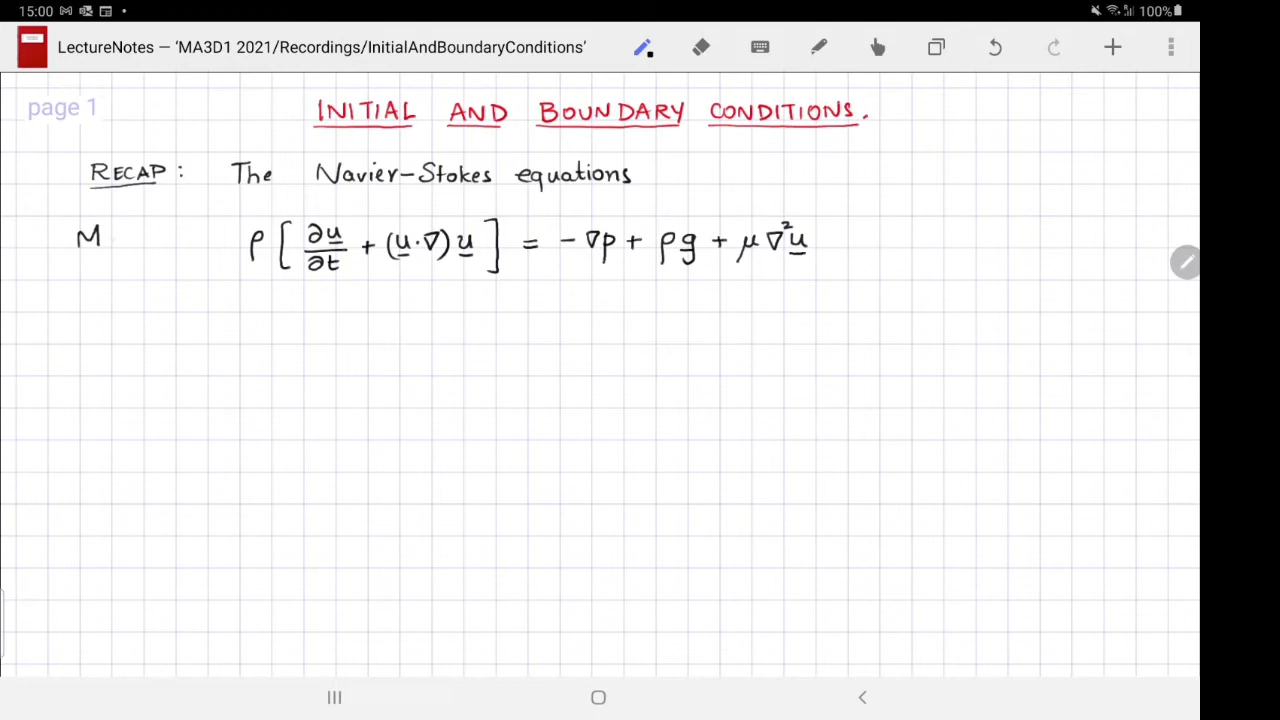 15:00 100%
LectureNotes — ‘MA3D1 2021/Recordings/InitialAndBoundaryConditions’
page 1
INITIAL AND BOUNDARY CONDITIONS.
RECAP: The Navier-Stokes equations
M ρ[∂u/∂t + (u·∇)u] = -∇p + ρg + μ∇²u